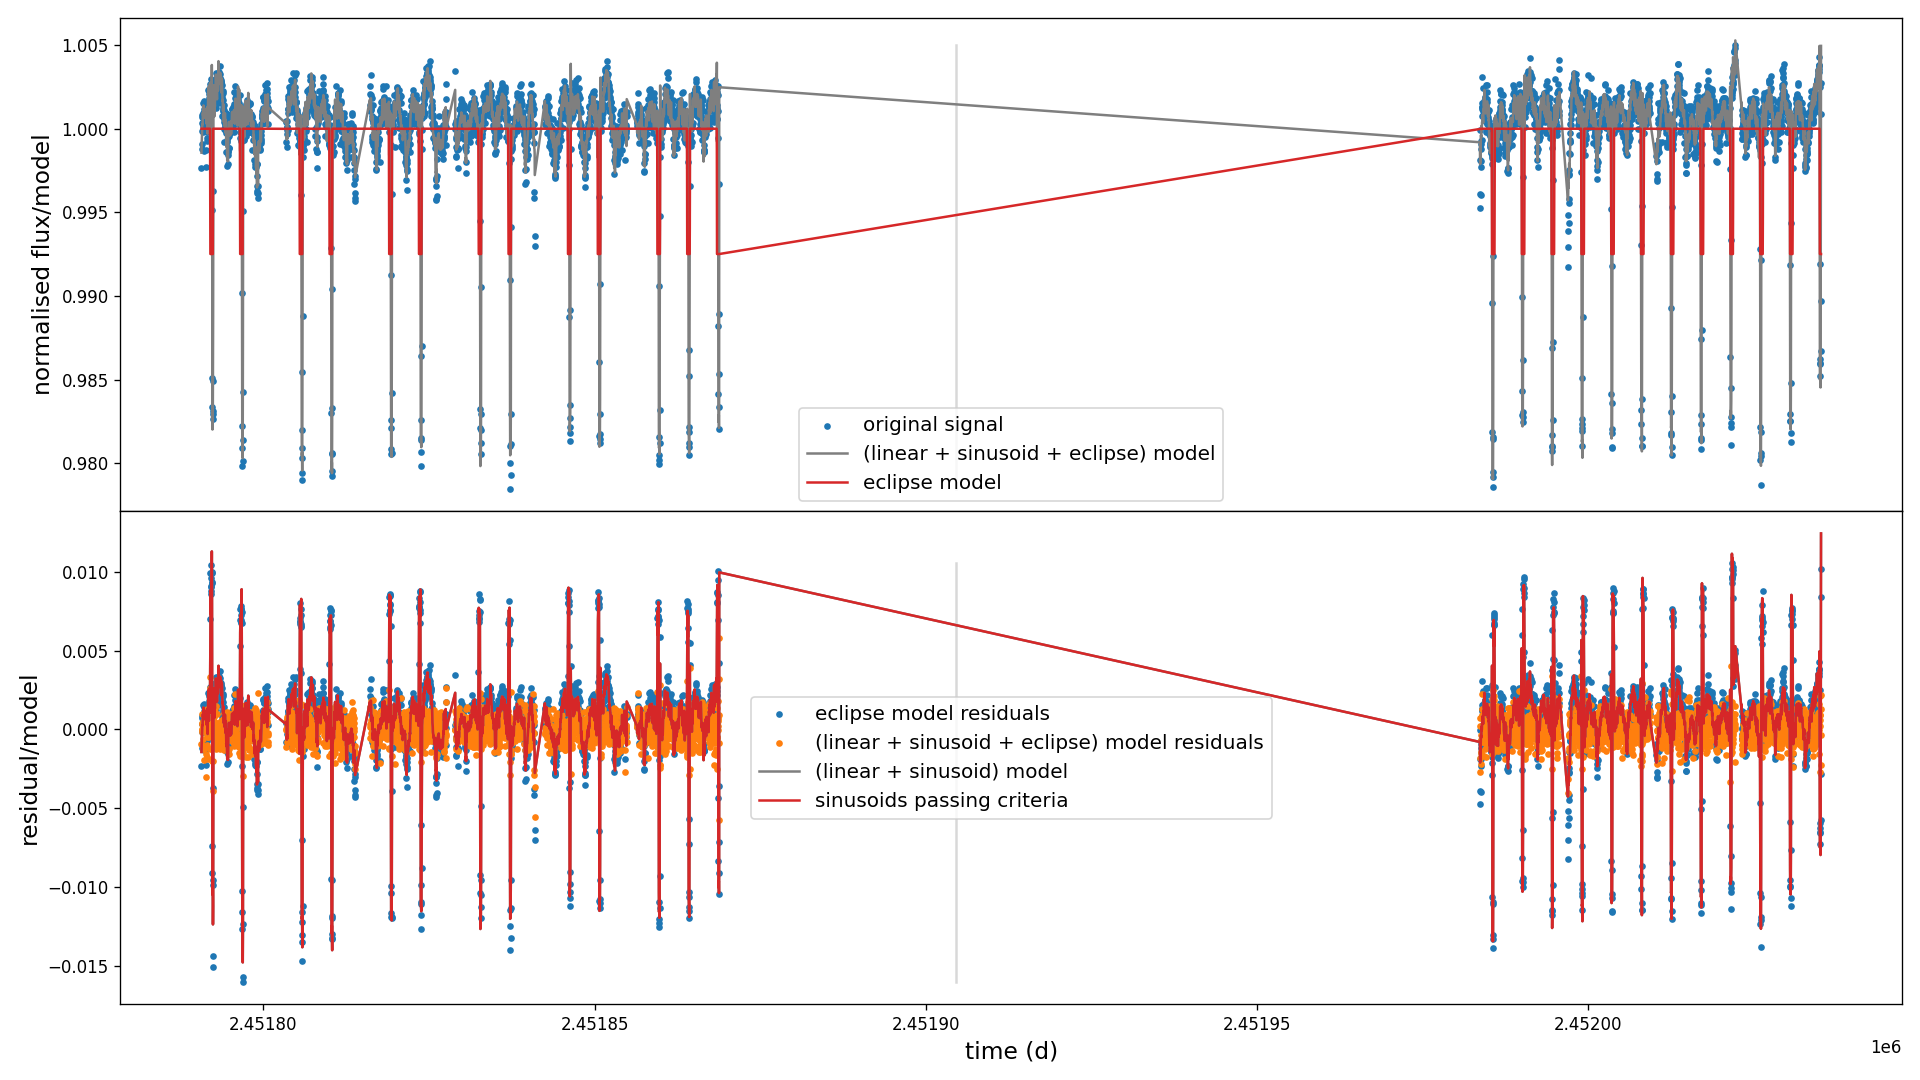 1.005
1.000
0.995
0.990
0.985
0.980
normalised flux/model
original signal
(linear + sinusoid + eclipse) model
eclipse model
0.010
0.005
0.000
−0.005
−0.010
−0.015
residual/model
eclipse model residuals
(linear + sinusoid + eclipse) model residuals
(linear + sinusoid) model
sinusoids passing criteria
2.45180
2.45185
2.45190
2.45195
2.45200
1e6
time (d)